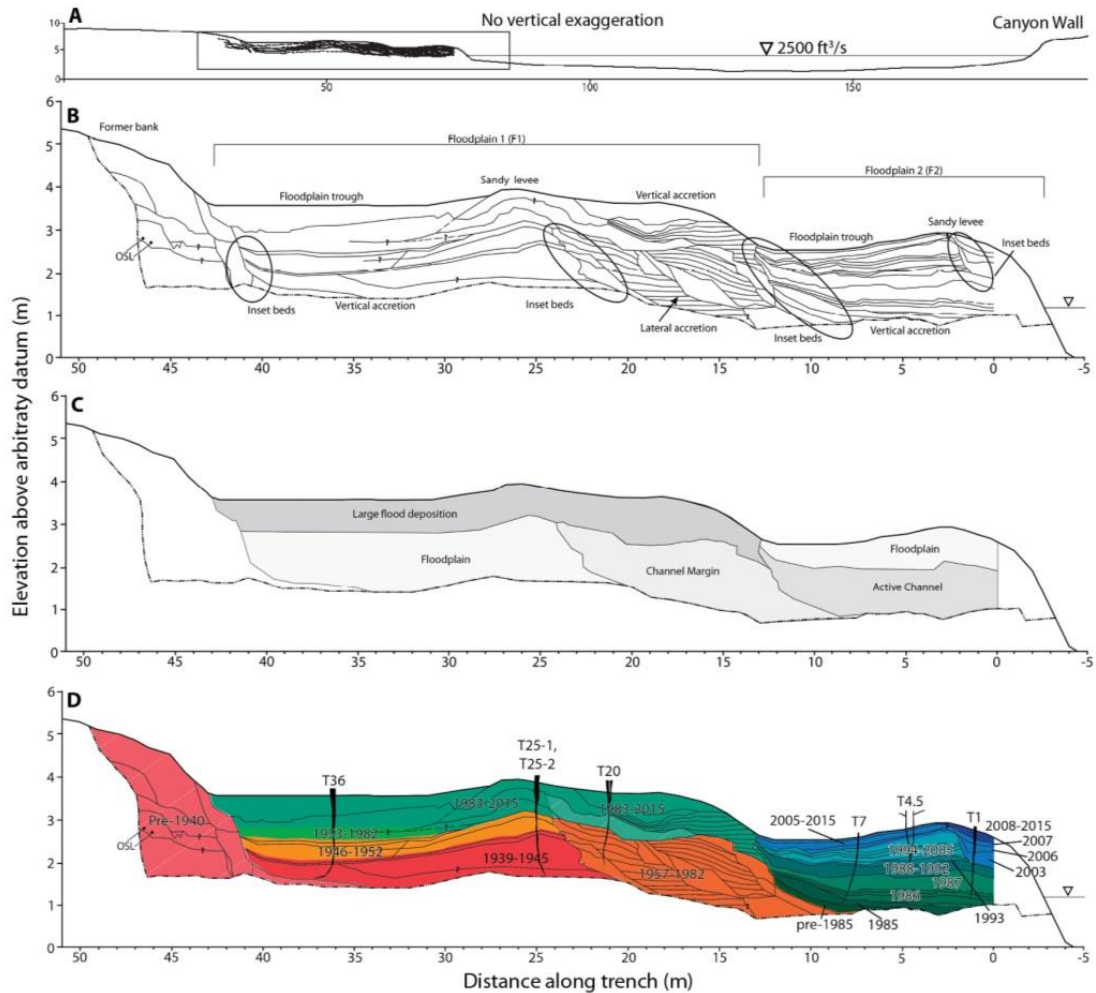 A
No vertical exaggeration
Canyon Wall
10
5
0
2500 ft³/s
50
100
150
B
6
5
4
3
2
1
0
Former bank
Floodplain 1 (F1)
Floodplain 2 (F2)
Floodplain trough
Sandy levee
Vertical accretion
Floodplain trough
Sandy levee
Inset beds
OSL
?
Inset beds
Vertical accretion
Inset beds
Lateral accretion
Inset beds
Vertical accretion
50 45 40 35 30 25 20 15 10 5 0 -5
Elevation above arbitraty datum (m)
C
6
5
4
3
2
1
0
Large flood deposition
Floodplain
Channel Margin
Floodplain
Active Channel
50 45 40 35 30 25 20 15 10 5 0 -5
D
6
5
4
3
2
1
0
T36
T25-1,
T25-2
T20
T4.5
T7
T1
Pre-1940
OSL
1983-2015
1946-1952
1939-1945
1983-2015
1957-1982
2005-2015
2008-2015
2007
2006
2003
1988-1992
1987
1986
1993
pre-1985
1985
50 45 40 35 30 25 20 15 10 5 0 -5
Distance along trench (m)